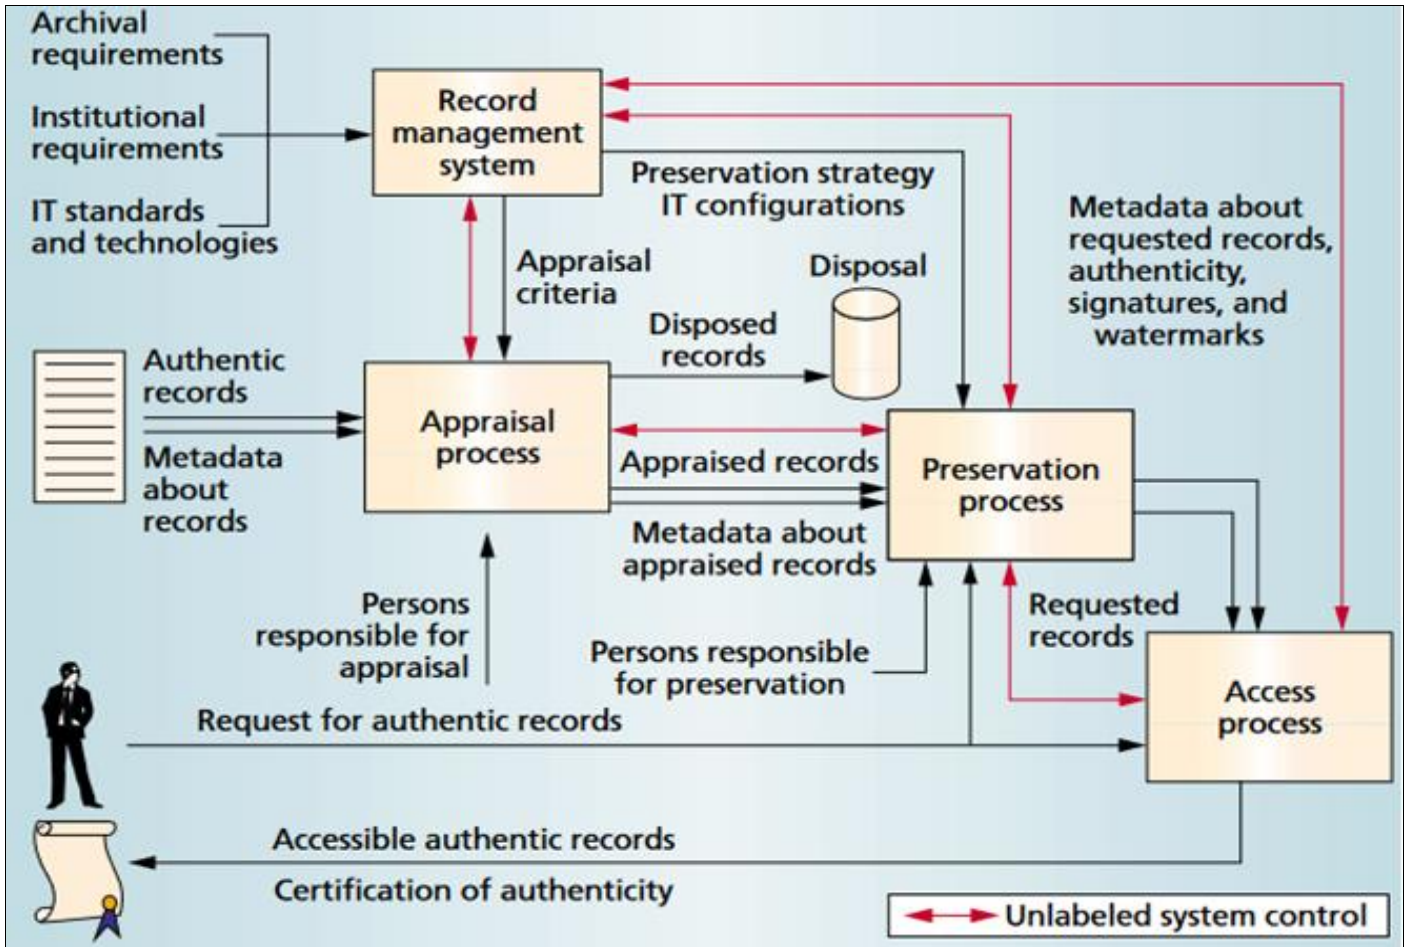 Archival
requirements
Institutional
requirements
IT standards
and technologies
Record
management
system
Preservation strategy
IT configurations
Metadata about
requested records,
authenticity,
signatures, and
watermarks
Appraisal
criteria
Disposal
Disposed
records
Authentic
records
Metadata
about
records
Appraisal
process
Appraised records
Metadata about
appraised records
Preservation
process
Persons
responsible for
appraisal
Persons responsible
for preservation
Requested
records
Access
process
Request for authentic records
Accessible authentic records
Certification of authenticity
Unlabeled system control